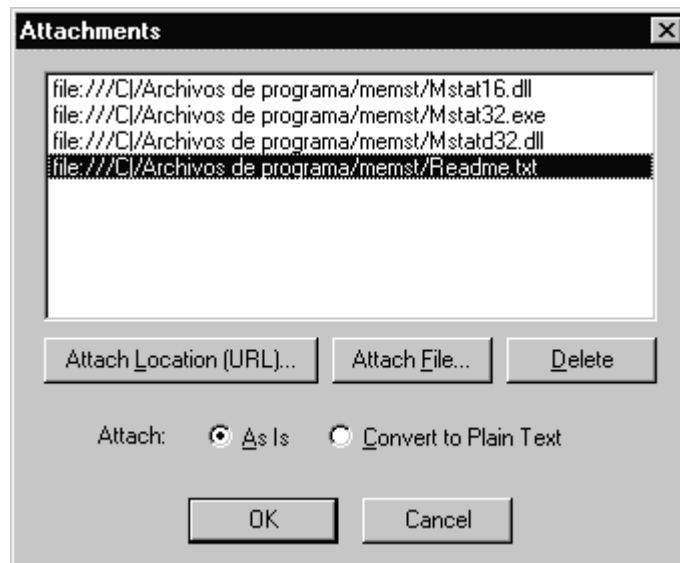 Attachments
file:///C|/Archivos de programa/memst/Mstat16.dll
file:///C|/Archivos de programa/memst/Mstat32.exe
file:///C|/Archivos de programa/memst/Mstatd32.dll
file:///C|/Archivos de programa/memst/Readme.txt
Attach Location (URL)... Attach File... Delete
Attach: As Is Convert to Plain Text
OK Cancel